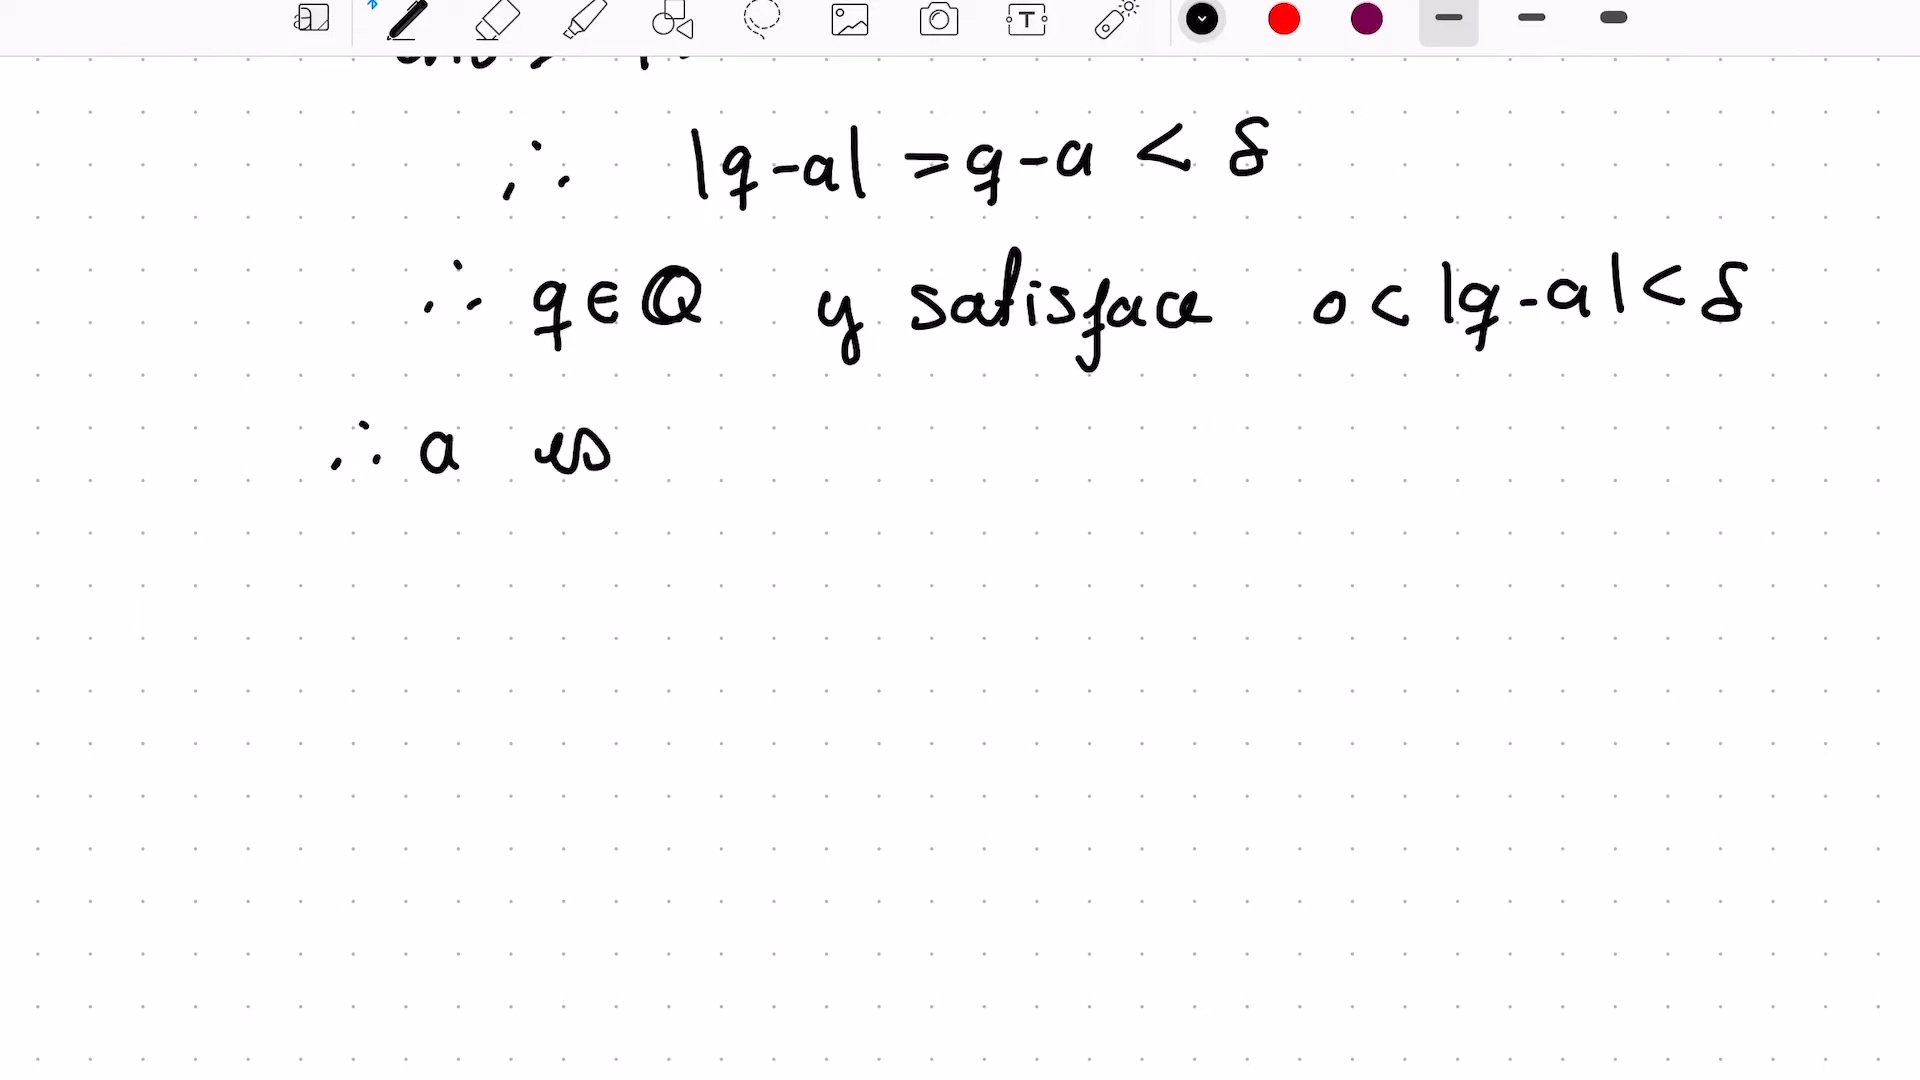 ∴ |q-a| = q-a < δ
∴ q∈ℚ y satisface 0< |q-a|< δ
∴ a es